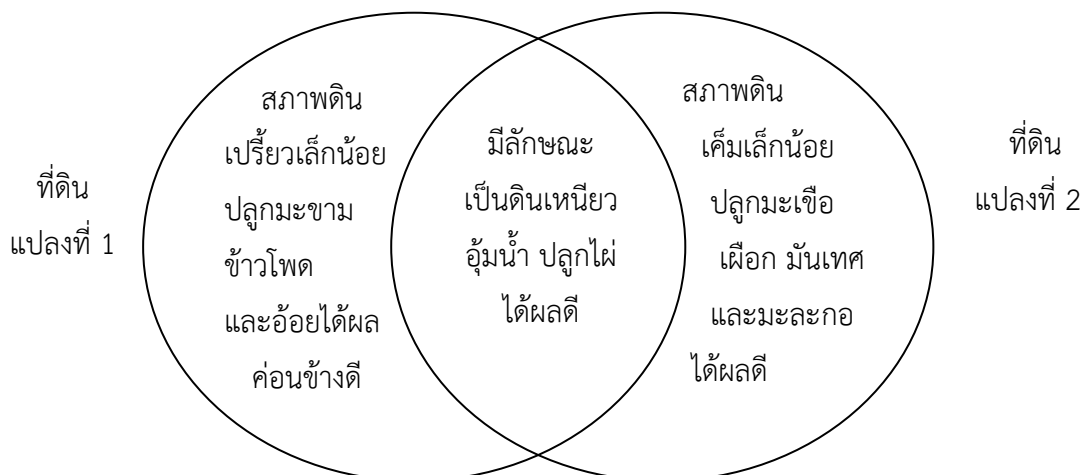 ที่ดิน
แปลงที่ 1
สภาพดิน
เปรี้ยวเล็กน้อย
ปลูกมะขาม
ข้าวโพด
และอ้อยได้ผล
ค่อนข้างดี
มีลักษณะ
เป็นดินเหนียว
อุ้มน้ำ ปลูกไผ่
ได้ผลดี
สภาพดิน
เค็มเล็กน้อย
ปลูกมะเขือ
เผือก มันเทศ
และมะละกอ
ได้ผลดี
ที่ดิน
แปลงที่ 2